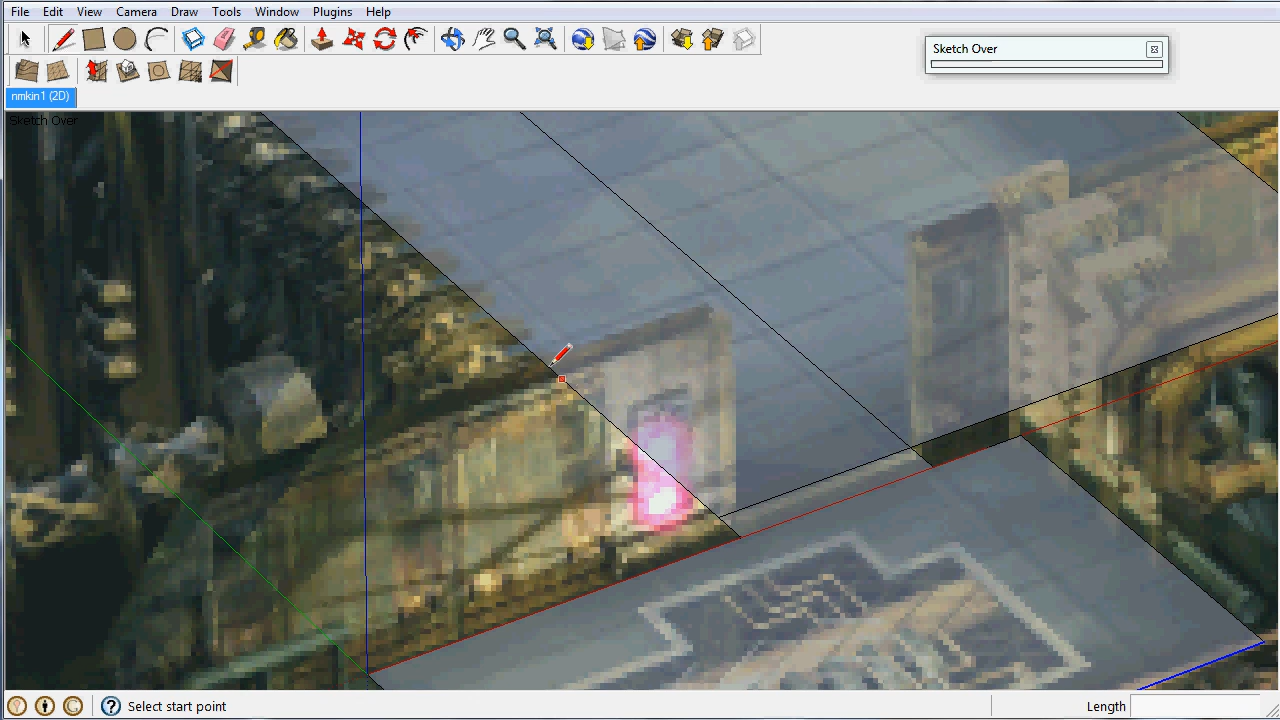 File Edit View Camera Draw Tools Window Plugins Help
Sketch Over
nmkin1 (2D)
Sketch Over
Select start point
Length